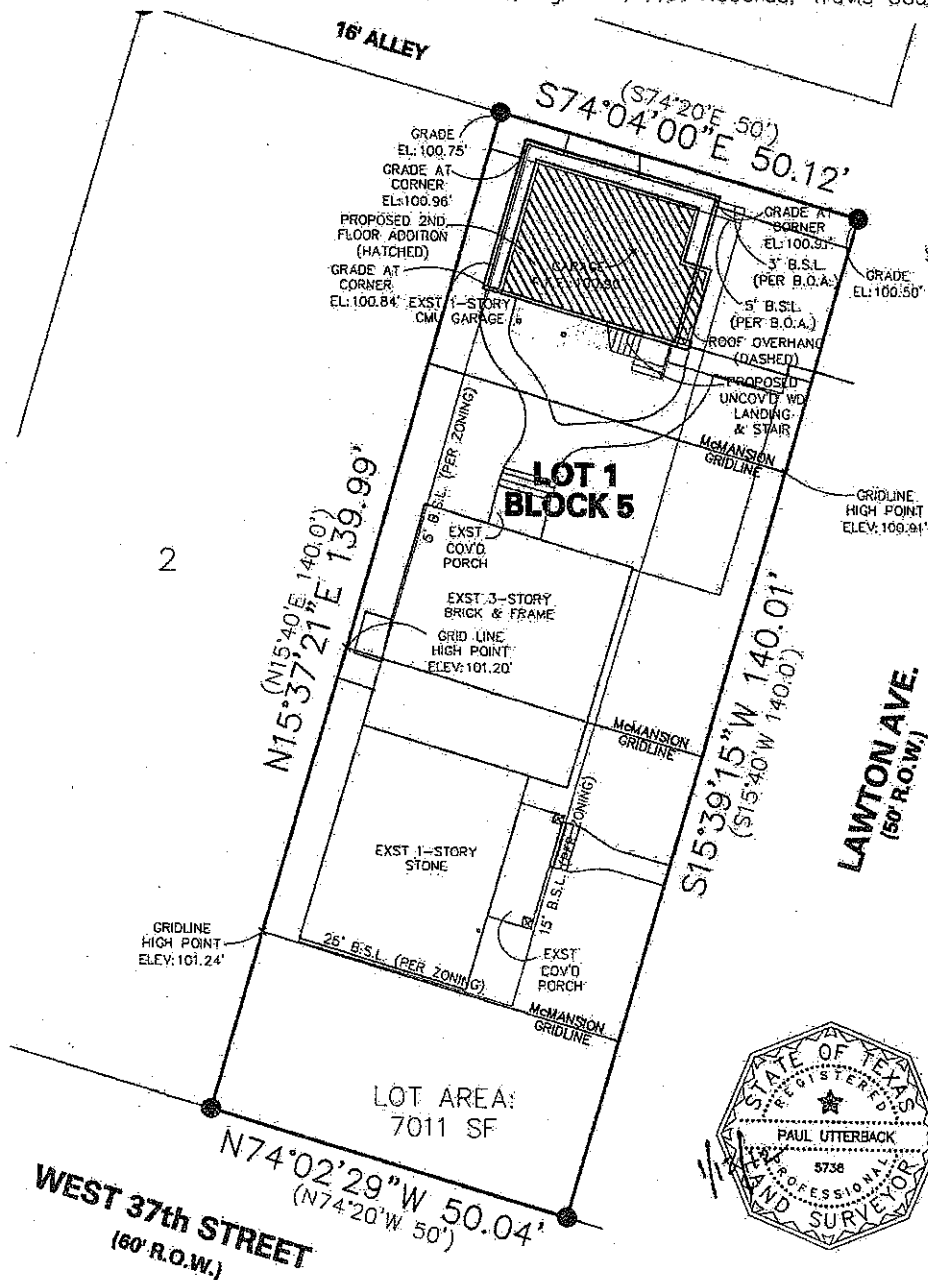 16' ALLEY
(S74°20'E 50')
S74°04'00"E 50.12'
GRADE
EL:100.75'
GRADE AT
CORNER
EL:100.96'
PROPOSED 2ND
FLOOR ADDITION
(HATCHED)
GRADE AT
CORNER
EL:100.84'
EXST 1-STORY
CMU GARAGE
GARAGE
GRADE AT
CORNER
EL:100.91'
3' B.S.L.
(PER B.O.A.)
GRADE
EL:100.50'
5' B.S.L.
(PER B.O.A.)
ROOF OVERHANG
(DASHED)
PROPOSED
UNCOV'D WD
LANDING
& STAIR
McMANSION
GRIDLINE
GRIDLINE
HIGH POINT
ELEV:100.91'
LOT 1
BLOCK 5
5' B.S.L. (PER ZONING)
EXST
COV'D
PORCH
2
(N15°40'E 140.0')
N15°37'21"E 139.99'
EXST 3-STORY
BRICK & FRAME
GRID LINE
HIGH POINT
ELEV:101.20'
McMANSION
GRIDLINE
S15°39'15"W 140.01'
(S15°40'W 140.0')
LAWTON AVE.
(50' R.O.W.)
EXST 1-STORY
STONE
15' B.S.L. (PER ZONING)
EXST
COV'D
PORCH
GRIDLINE
HIGH POINT
ELEV:101.24'
25' B.S.L. (PER ZONING)
McMANSION
GRIDLINE
LOT AREA:
7011 SF
N74°02'29"W 50.04'
(N74°20'W 50')
WEST 37th STREET
(60' R.O.W.)
STATE OF TEXAS
REGISTERED
PAUL UTTERBACK
5738
PROFESSIONAL
LAND SURVEYOR